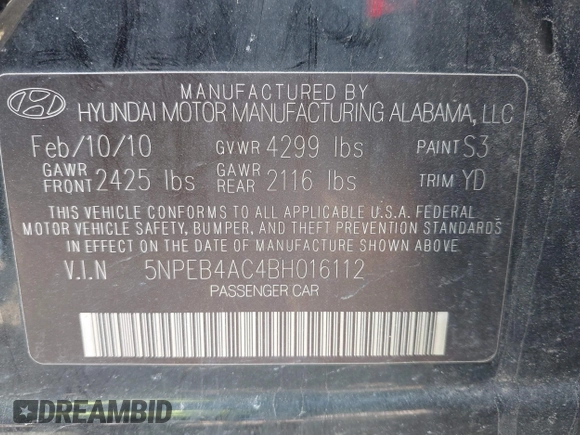 MANUFACTURED BY
HYUNDAI MOTOR MANUFACTURING ALABAMA, LLC
Feb/10/10 GVWR 4299 lbs PAINT S3
GAWR FRONT 2425 lbs GAWR REAR 2116 lbs TRIM YD
THIS VEHICLE CONFORMS TO ALL APPLICABLE U.S.A. FEDERAL
MOTOR VEHICLE SAFETY, BUMPER, AND THEFT PREVENTION STANDARDS
IN EFFECT ON THE DATE OF MANUFACTURE SHOWN ABOVE.
V.I.N 5NPEB4AC4BH016112
PASSENGER CAR
DREAMBID